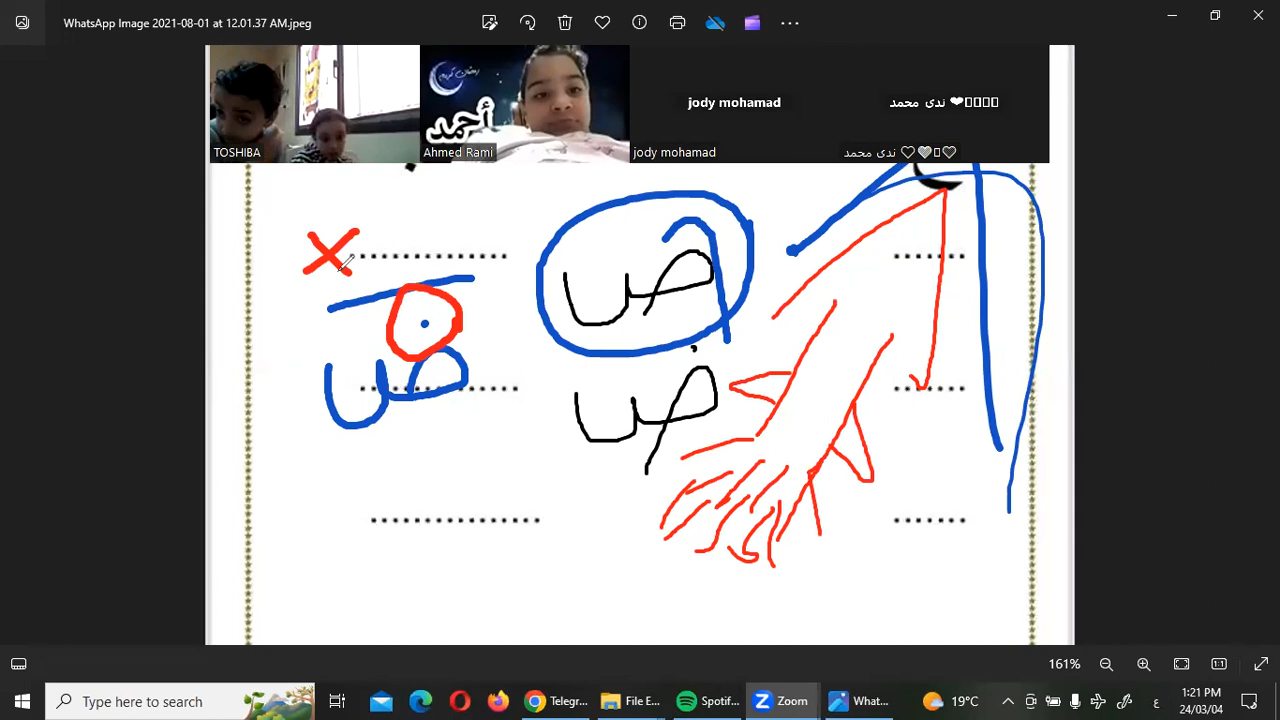 WhatsApp Image 2021-08-01 at 12.01.37 AM.jpeg
رمضان كريم
أحمد
jody mohamad
ندى محمد ❤
TOSHIBA
Ahmed Rami
jody mohamad
ندى محمد ♡
ص
ض
ض
161%
1:1
Type here to search
Telegr...
File E...
Spotif...
Zoom
What...
19°C
ع
1:21 PM
24/03/04